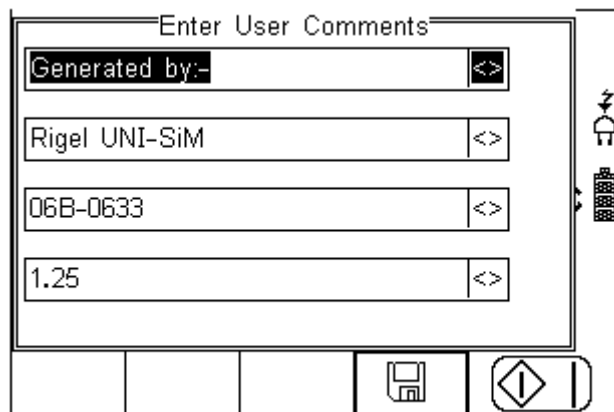 Enter User Comments
Generated by:-
<>
Rigel UNI-SiM
<>
06B-0633
<>
1.25
<>